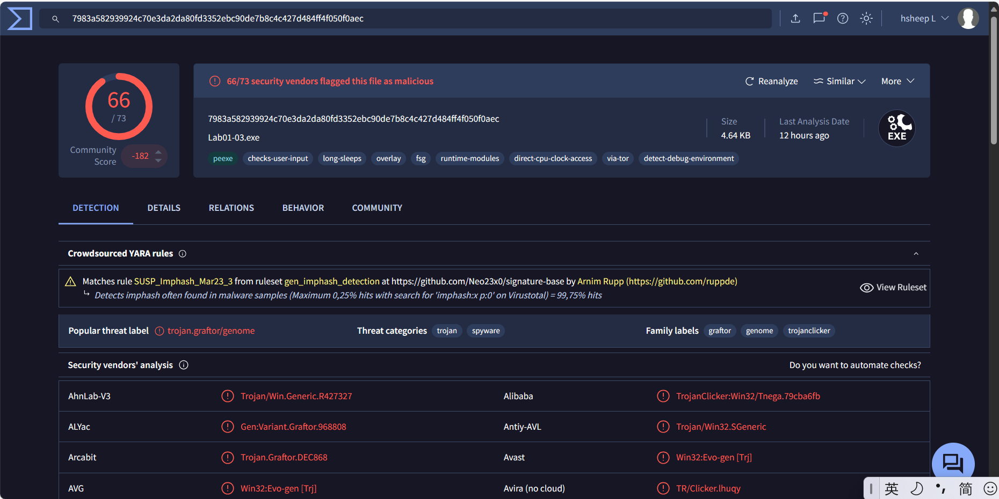 7983a582939924c70e3da2da80fd3352ebc90de7b8c4c427d484ff4f050f0aec
hsheep L
66
/ 73
Community Score
-182
66/73 security vendors flagged this file as malicious
Reanalyze
Similar
More
7983a582939924c70e3da2da80fd3352ebc90de7b8c4c427d484ff4f050f0aec
Lab01-03.exe
Size
4.64 KB
Last Analysis Date
12 hours ago
EXE
peexe
checks-user-input
long-sleeps
overlay
fsg
runtime-modules
direct-cpu-clock-access
via-tor
detect-debug-environment
DETECTION
DETAILS
RELATIONS
BEHAVIOR
COMMUNITY
Crowdsourced YARA rules
Matches rule SUSP_Imphash_Mar23_3 from ruleset gen_imphash_detection at https://github.com/Neo23x0/signature-base by Arnim Rupp (https://github.com/ruppde)
Detects imphash often found in malware samples (Maximum 0,25% hits with search for 'imphash:x p:0' on Virustotal) = 99,75% hits
View Ruleset
Popular threat label
trojan.graftor/genome
Threat categories
trojan
spyware
Family labels
graftor
genome
trojanclicker
Security vendors' analysis
Do you want to automate checks?
AhnLab-V3
Trojan/Win.Generic.R427327
Alibaba
TrojanClicker:Win32/Tnega.79cba6fb
ALYac
Gen:Variant.Graftor.968808
Antiy-AVL
Trojan/Win32.SGeneric
Arcabit
Trojan.Graftor.DEC868
Avast
Win32:Evo-gen [Trj]
AVG
Win32:Evo-gen [Trj]
Avira (no cloud)
TR/Clicker.lhuqy
英
简